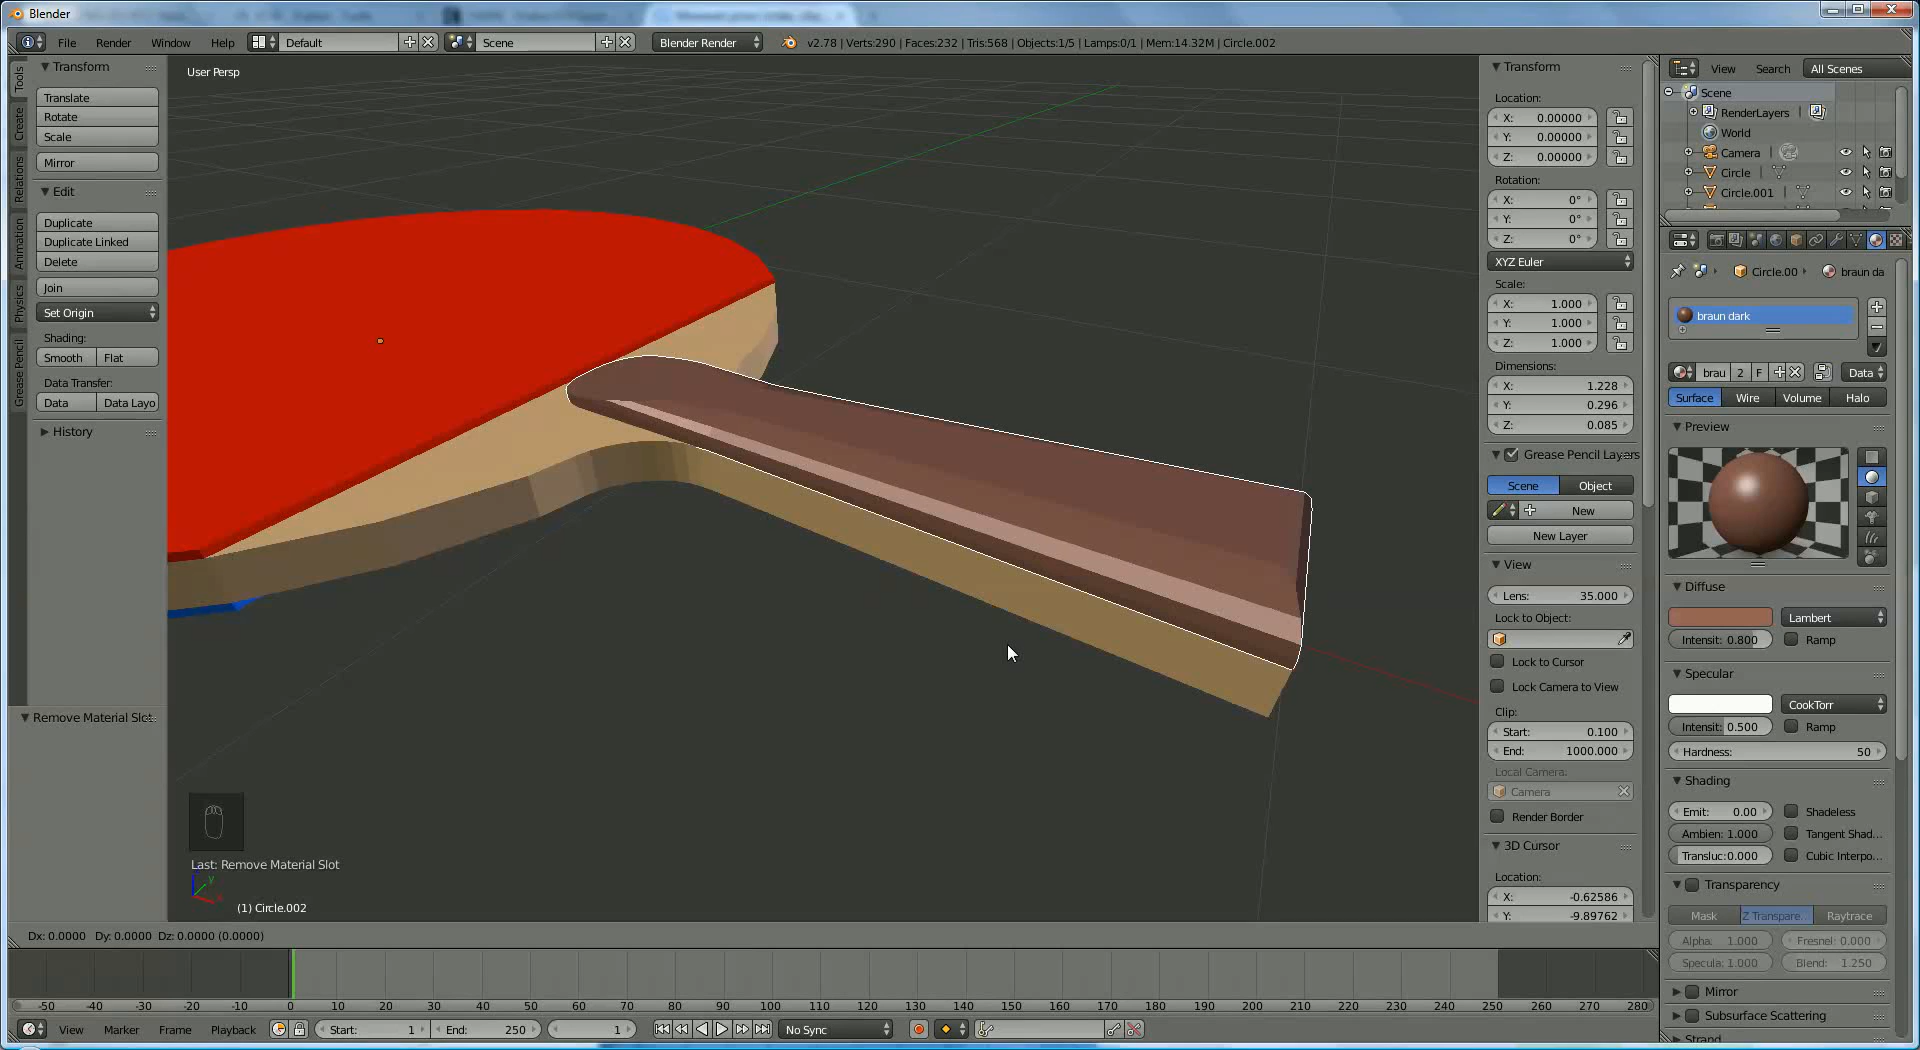 Blender
File Render Window Help Default Scene Blender Render v2.78 | Verts:290 | Faces:232 | Tris:568 | Objects:1/5 | Lamps:0/1 | Mem:14.32M | Circle.002
Tools
Create
Relations
Animation
Physics
Grease Pencil
Transform
Translate
Rotate
Scale
Mirror
Edit
Duplicate
Duplicate Linked
Delete
Join
Set Origin
Shading:
Smooth Flat
Data Transfer:
Data Data Layo
History
Remove Material Slot
User Persp
Last: Remove Material Slot
(1) Circle.002
Transform
Location:
X: 0.00000
Y: 0.00000
Z: 0.00000
Rotation:
X: 0°
Y: 0°
Z: 0°
XYZ Euler
Scale:
X: 1.000
Y: 1.000
Z: 1.000
Dimensions:
X: 1.228
Y: 0.296
Z: 0.085
Grease Pencil Layers
Scene Object
New
New Layer
View
Lens: 35.000
Lock to Object:
Lock to Cursor
Lock Camera to View
Clip:
Start: 0.100
End: 1000.000
Local Camera:
Camera
Render Border
3D Cursor
Location:
X: -0.62586
Y: -9.89762
View Search All Scenes
Scene
RenderLayers
World
Camera
Circle
Circle.001
Circle.00 braun da
braun dark
brau 2 F Data
Surface Wire Volume Halo
Preview
Diffuse
Lambert
Intensit: 0.800 Ramp
Specular
CookTorr
Intensit: 0.500 Ramp
Hardness: 50
Shading
Emit: 0.00 Shadeless
Ambien: 1.000 Tangent Shad...
Transluc:0.000 Cubic Interpo...
Transparency
Mask Z Transpare... Raytrace
Alpha: 1.000 Fresnel: 0.000
Specula: 1.000 Blend: 1.250
Mirror
Subsurface Scattering
Strand
Dx: 0.0000 Dy: 0.0000 Dz: 0.0000 (0.0000)
-50 -40 -30 -20 -10 0 10 20 30 40 50 60 70 80 90 100 110 120 130 140 150 160 170 180 190 200 210 220 230 240 250 260 270 280
View Marker Frame Playback Start: 1 End: 250 1 No Sync